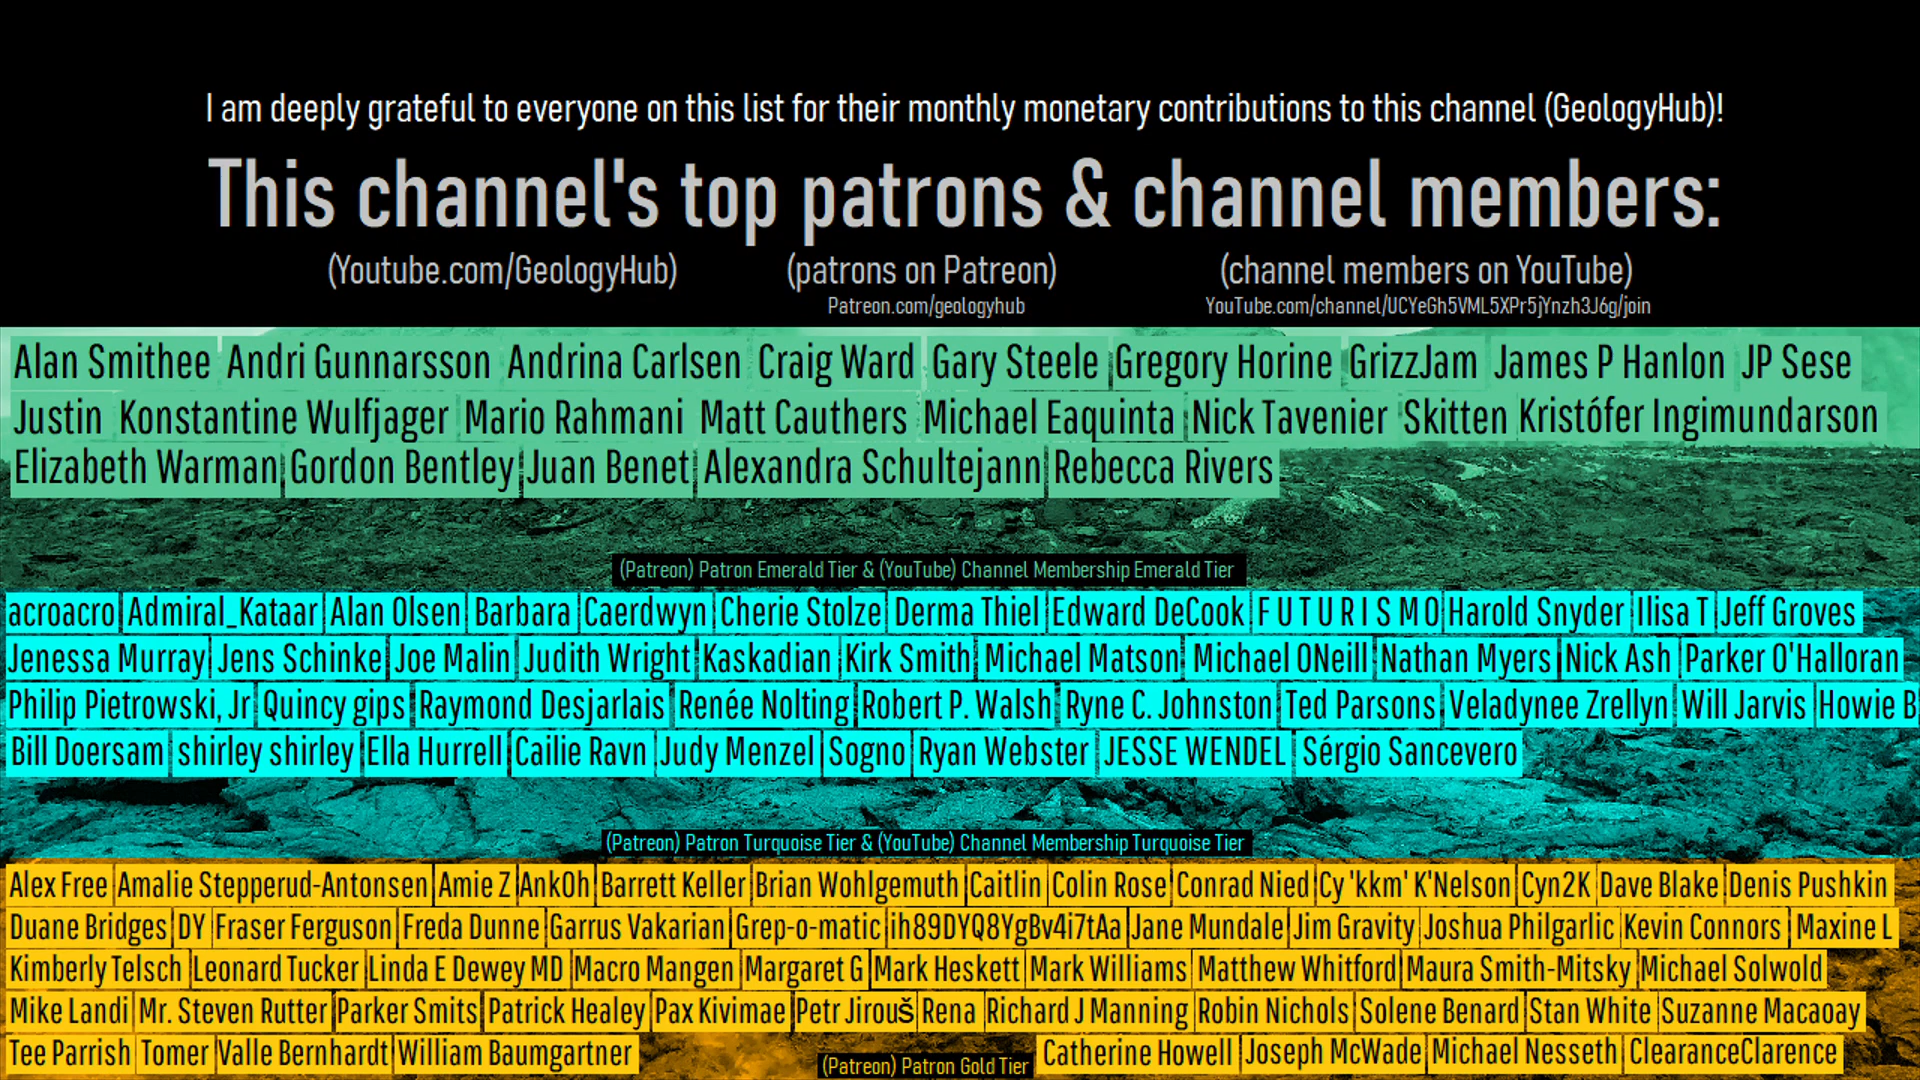 I am deeply grateful to everyone on this list for their monthly monetary contributions to this channel (GeologyHub)!
This channel's top patrons & channel members:
(Youtube.com/GeologyHub) (patrons on Patreon) (channel members on YouTube)
Patreon.com/geologyhub YouTube.com/channel/UCYeGh5VML5XPr5jYnzh3J6g/join
Alan Smithee Andri Gunnarsson Andrina Carlsen Craig Ward Gary Steele Gregory Horine GrizzJam James P Hanlon JP Sese
Justin Konstantine Wulfjager Mario Rahmani Matt Cauthers Michael Eaquinta Nick Tavenier Skitten Kristófer Ingimundarson
Elizabeth Warman Gordon Bentley Juan Benet Alexandra Schultejann Rebecca Rivers
(Patreon) Patron Emerald Tier & (YouTube) Channel Membership Emerald Tier
acroacro Admiral_Kataar Alan Olsen Barbara Caerdwyn Cherie Stolze Derma Thiel Edward DeCook F U T U R I S M O Harold Snyder Ilisa T Jeff Groves
Jenessa Murray Jens Schinke Joe Malin Judith Wright Kaskadian Kirk Smith Michael Matson Michael ONeill Nathan Myers Nick Ash Parker O'Halloran
Philip Pietrowski, Jr Quincy gips Raymond Desjarlais Renée Nolting Robert P. Walsh Ryne C. Johnston Ted Parsons Veladynee Zrellyn Will Jarvis Howie B
Bill Doersam shirley shirley Ella Hurrell Cailie Ravn Judy Menzel Sogno Ryan Webster JESSE WENDEL Sérgio Sancevero
(Patreon) Patron Turquoise Tier & (YouTube) Channel Membership Turquoise Tier
Alex Free Amalie Stepperud-Antonsen Amie Z AnkOh Barrett Keller Brian Wohlgemuth Caitlin Colin Rose Conrad Nied Cy 'kkm' K'Nelson Cyn2K Dave Blake Denis Pushkin
Duane Bridges DY Fraser Ferguson Freda Dunne Garrus Vakarian Grep-o-matic ih89DYQ8YgBv4i7tAa Jane Mundale Jim Gravity Joshua Philgarlic Kevin Connors Maxine L
Kimberly Telsch Leonard Tucker Linda E Dewey MD Macro Mangen Margaret G Mark Heskett Mark Williams Matthew Whitford Maura Smith-Mitsky Michael Solwold
Mike Landi Mr. Steven Rutter Parker Smits Patrick Healey Pax Kivimae Petr Jirouš Rena Richard J Manning Robin Nichols Solene Benard Stan White Suzanne Macaoay
Tee Parrish Tomer Valle Bernhardt William Baumgartner (Patreon) Patron Gold Tier Catherine Howell Joseph McWade Michael Nesseth ClearanceClarence